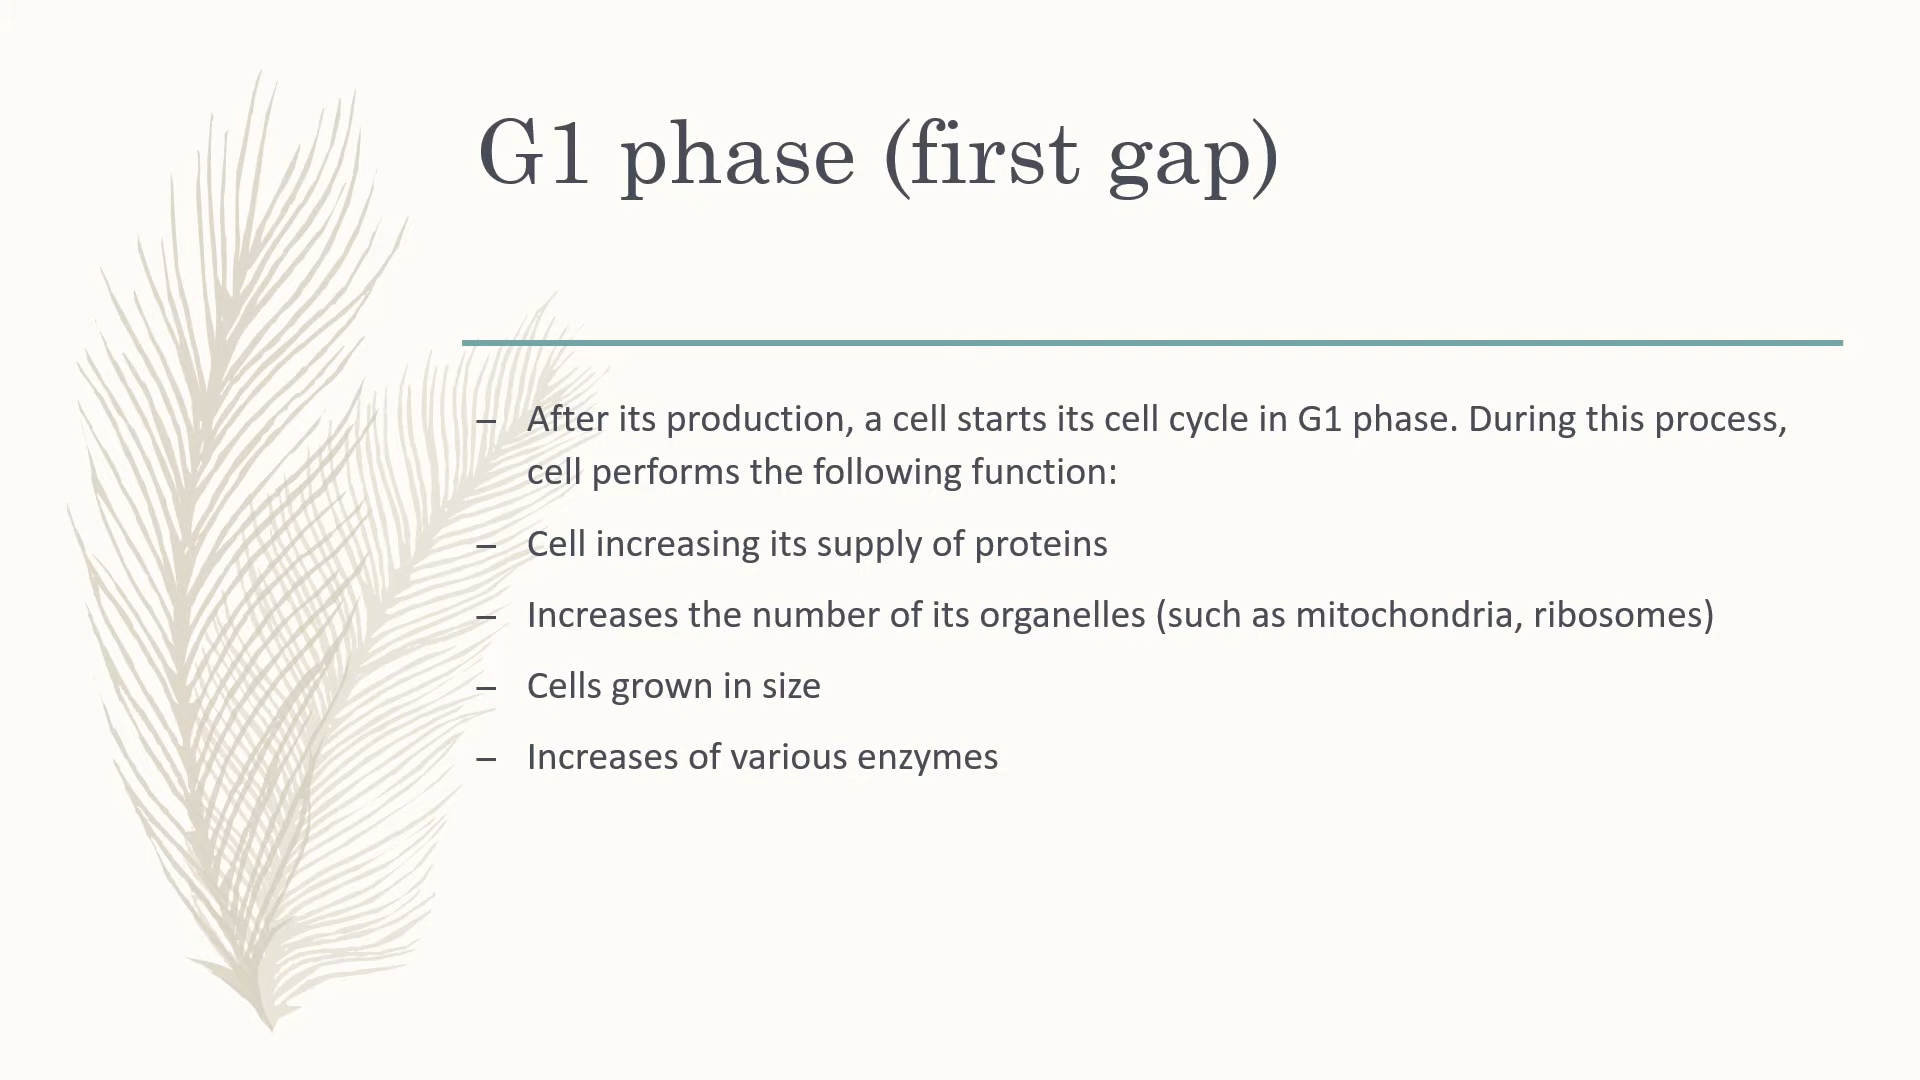 G1 phase (first gap)
– After its production, a cell starts its cell cycle in G1 phase. During this process,
cell performs the following function:
– Cell increasing its supply of proteins
– Increases the number of its organelles (such as mitochondria, ribosomes)
– Cells grown in size
– Increases of various enzymes